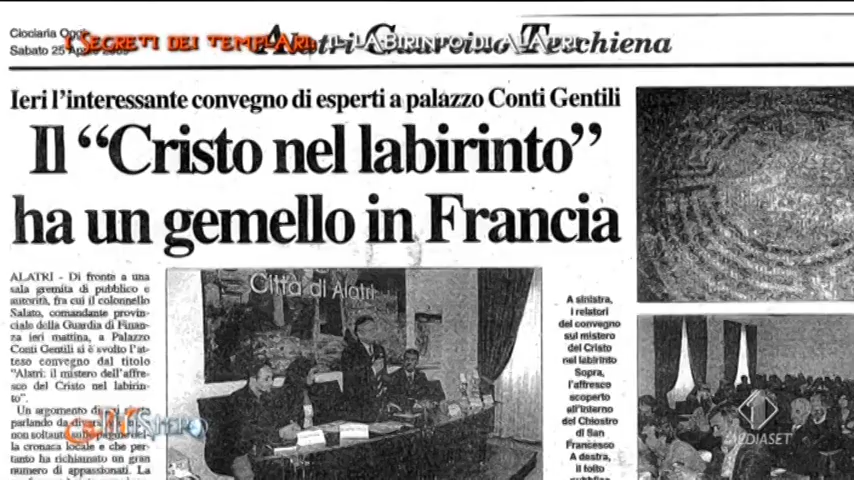 Ciociaria Oggi
Sabato 25
I SEGRETI DEI TEMPLARI: IL LABIRINTO DI ALATRI
Alatri Guarcino Tecchiena
Ieri l'interessante convegno di esperti a palazzo Conti Gentili
Il “Cristo nel labirinto”
ha un gemello in Francia
ALATRI - Di fronte a una
sala gremita di pubblico e
autorità, fra cui il colonnello
Salato, comandante provin-
ciale della Guardia di Finan-
za ieri mattina, a Palazzo
Conti Gentili si è svolto l'at-
teso convegno dal titolo
"Alatri: il mistero dell'affre-
sco del Cristo nel labirin-
to".
Un argomento di
parlando da
non soltanto
la cronaca locale e che per-
tanto ha richiamato un gran
numero di appassionati. La
Città di Alatri
A sinistra,
i relatori
del convegno
sul mistero
del Cristo
nel labirinto
Sopra,
l'affresco
scoperto
all'interno
del Chiostro
di San
Francesco
A destra,
il folto
pubblico
MISTERO
MEDIASET